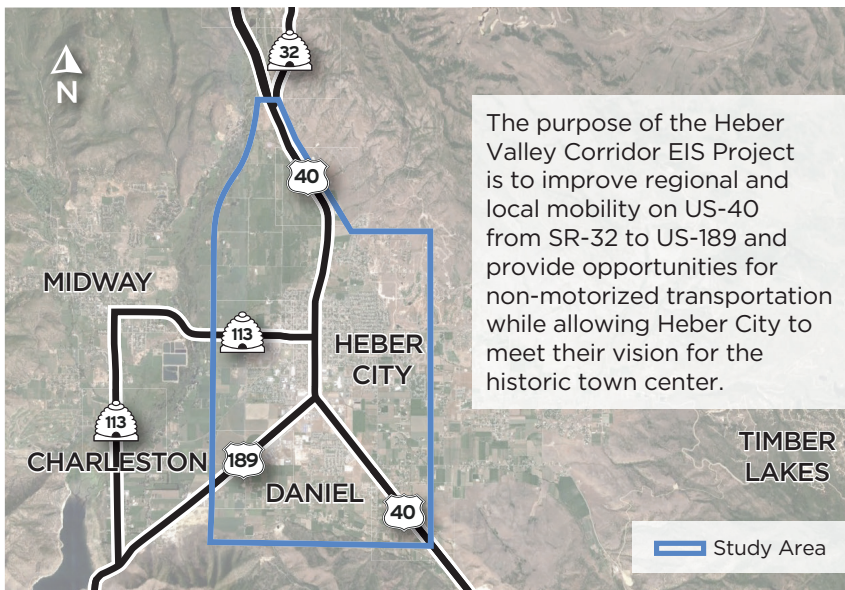 32
N
The purpose of the Heber
Valley Corridor EIS Project
is to improve regional and
local mobility on US-40
from SR-32 to US-189 and
provide opportunities for
non-motorized transportation
while allowing Heber City to
meet their vision for the
historic town center.
40
MIDWAY
113
HEBER
CITY
113
CHARLESTON
189
DANIEL
40
TIMBER
LAKES
Study Area